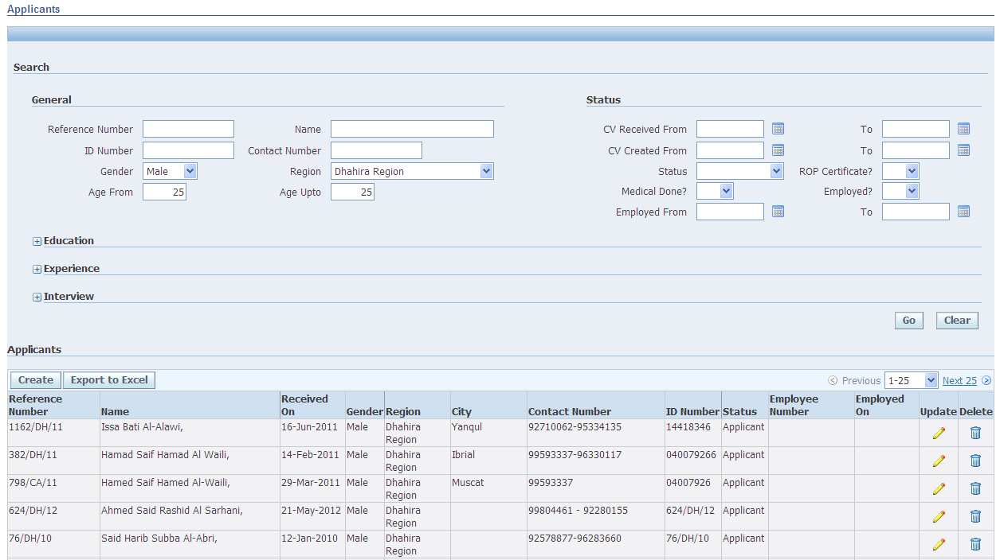 Applicants
Search
General
Status
Reference Number
Name
CV Received From
To
ID Number
Contact Number
CV Created From
To
Gender
Male
Region
Dhahira Region
Status
ROP Certificate?
Age From
25
Age Upto
25
Medical Done?
Employed?
Employed From
To
Education
Experience
Interview
Go
Clear
Applicants
Create
Export to Excel
Previous
1-25
Next 25
Reference Number
Name
Received On
Gender
Region
City
Contact Number
ID Number
Status
Employee Number
Employed On
Update
Delete
1162/DH/11
Issa Bati Al-Alawi,
16-Jun-2011
Male
Dhahira Region
Yanqul
92710062-95334135
14418346
Applicant
382/DH/11
Hamad Saif Hamad Al Waili,
14-Feb-2011
Male
Dhahira Region
Ibrial
99593337-96330117
040079266
Applicant
798/CA/11
Hamed Saif Hamed Al-Waili,
29-Mar-2011
Male
Dhahira Region
Muscat
99593337
04007926
Applicant
624/DH/12
Ahmed Said Rashid Al Sarhani,
21-May-2012
Male
Dhahira Region
99804461 - 92280155
624/DH/12
Applicant
76/DH/10
Said Harib Subba Al-Abri,
12-Jan-2010
Male
Dhahira Region
92578877-96283660
76/DH/10
Applicant